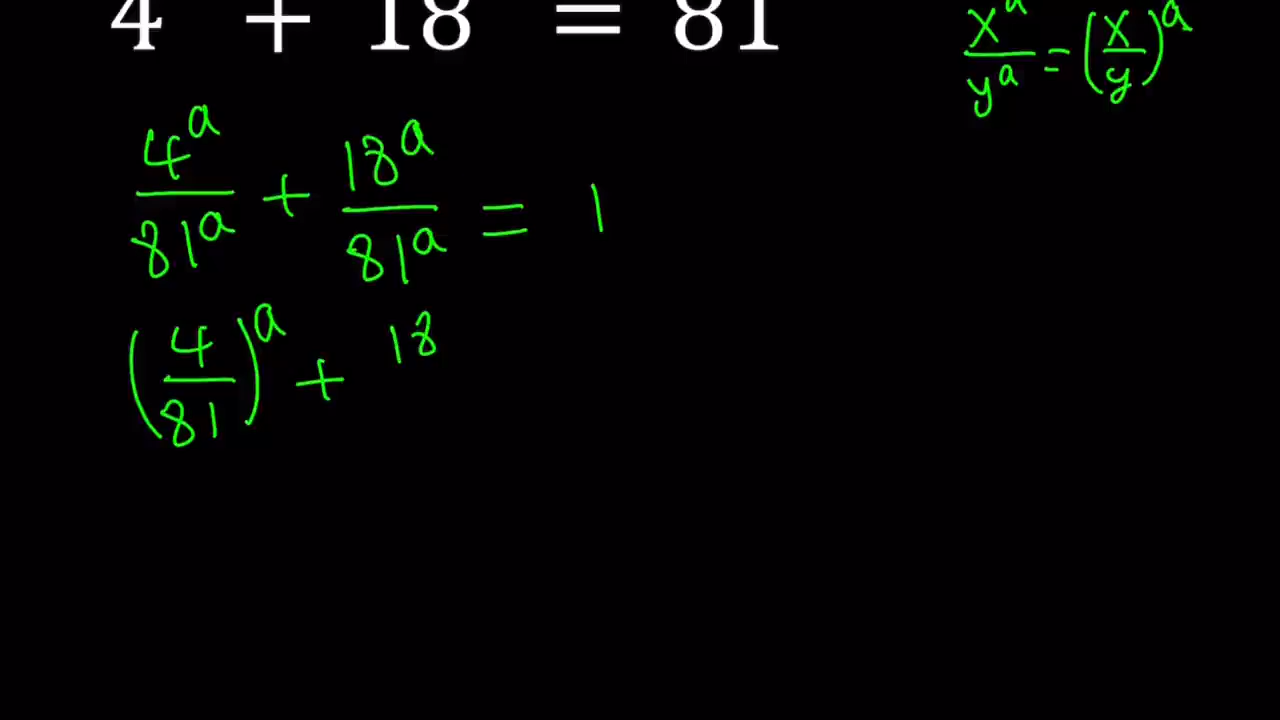 4 + 18 = 81
x^a/y^a = (x/y)^a
4^a/81^a + 18^a/81^a = 1
(4/81)^a + 18